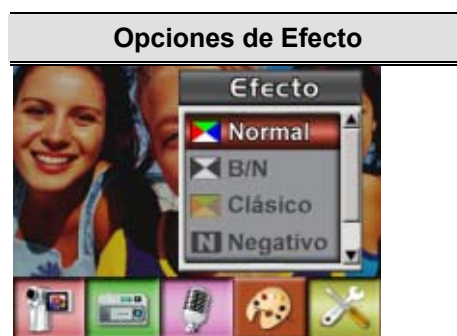 Opciones de Efecto
Efecto
Normal
B/N
Clásico
N Negativo